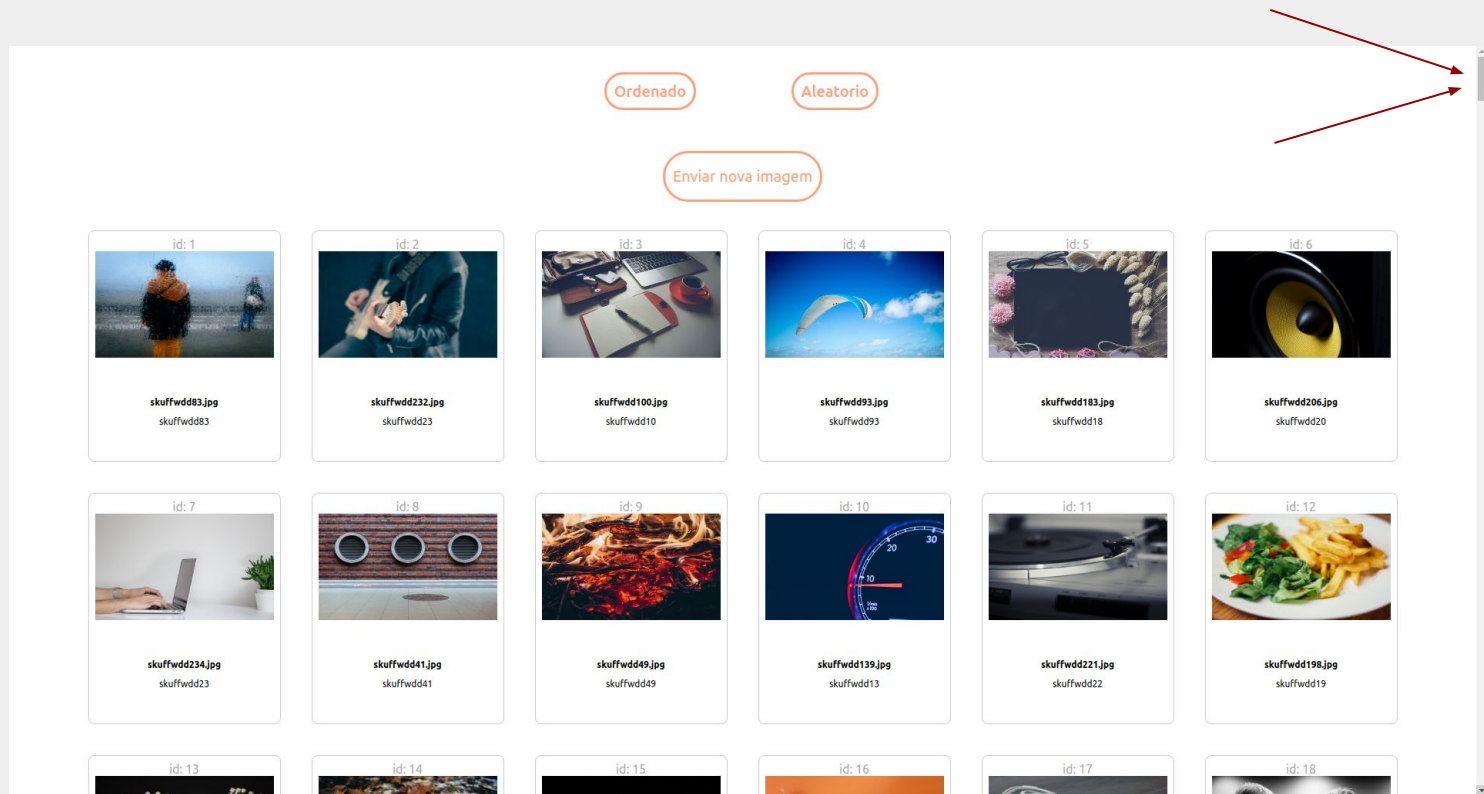 Ordenado
Aleatorio
Enviar nova imagem
id: 1
id: 2
id: 3
id: 4
id: 5
id: 6
skuffwdd83.jpg
skuffwdd232.jpg
skuffwdd100.jpg
skuffwdd93.jpg
skuffwdd183.jpg
skuffwdd206.jpg
skuffwdd83
skuffwdd23
skuffwdd10
skuffwdd93
skuffwdd18
skuffwdd20
id: 7
id: 8
id: 9
id: 10
id: 11
id: 12
10
20
30
skuffwdd234.jpg
skuffwdd41.jpg
skuffwdd49.jpg
skuffwdd139.jpg
skuffwdd221.jpg
skuffwdd198.jpg
skuffwdd23
skuffwdd41
skuffwdd49
skuffwdd13
skuffwdd22
skuffwdd19
id: 13
id: 14
id: 15
id: 16
id: 17
id: 18